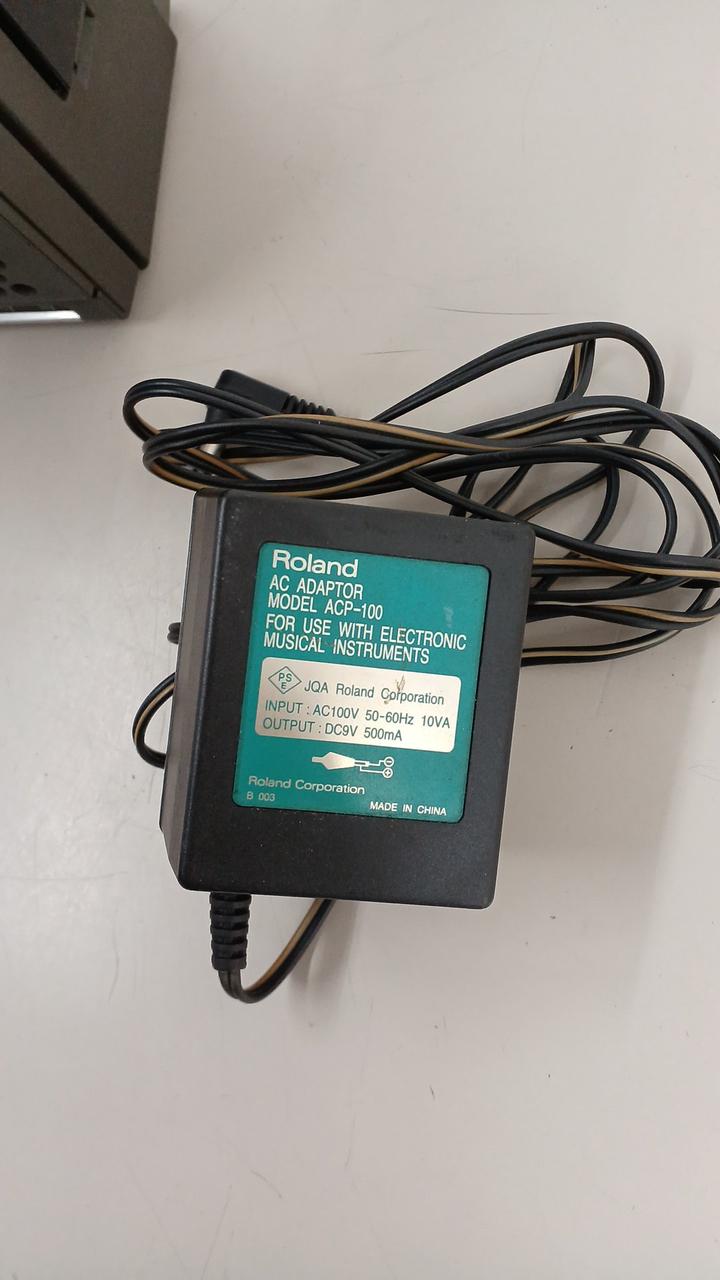 Roland
AC ADAPTOR
MODEL ACP-100
FOR USE WITH ELECTRONIC
MUSICAL INSTRUMENTS
PS
E
JQA Roland Corporation
INPUT : AC100V 50-60Hz 10VA
OUTPUT : DC9V 500mA
Roland Corporation
B 003
MADE IN CHINA